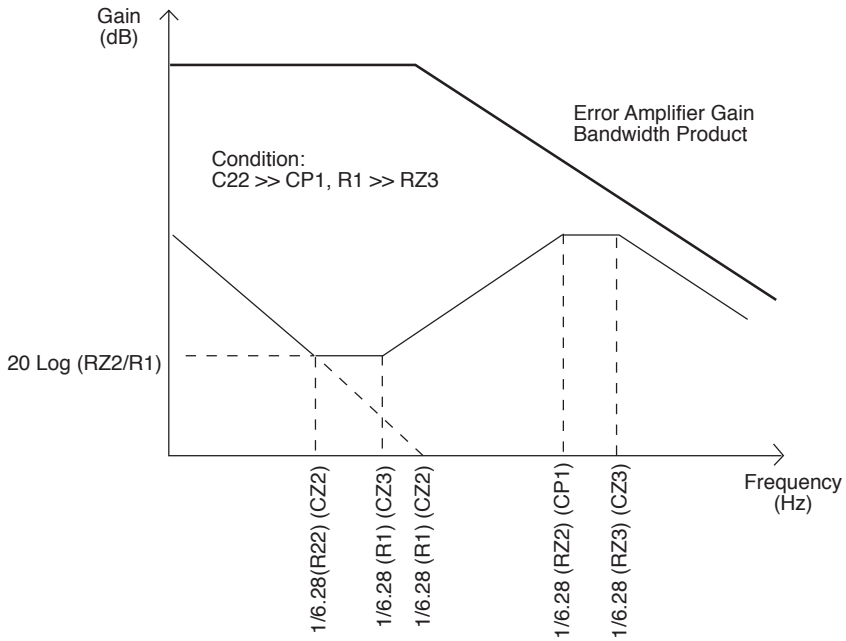 Gain
(dB)
Error Amplifier Gain
Bandwidth Product
Condition:
C22 >> CP1, R1 >> RZ3
20 Log (RZ2/R1)
Frequency
(Hz)
1/6.28(R22) (CZ2)
1/6.28 (R1) (CZ3)
1/6.28 (R1) (CZ2)
1/6.28 (RZ2) (CP1)
1/6.28 (RZ3) (CZ3)